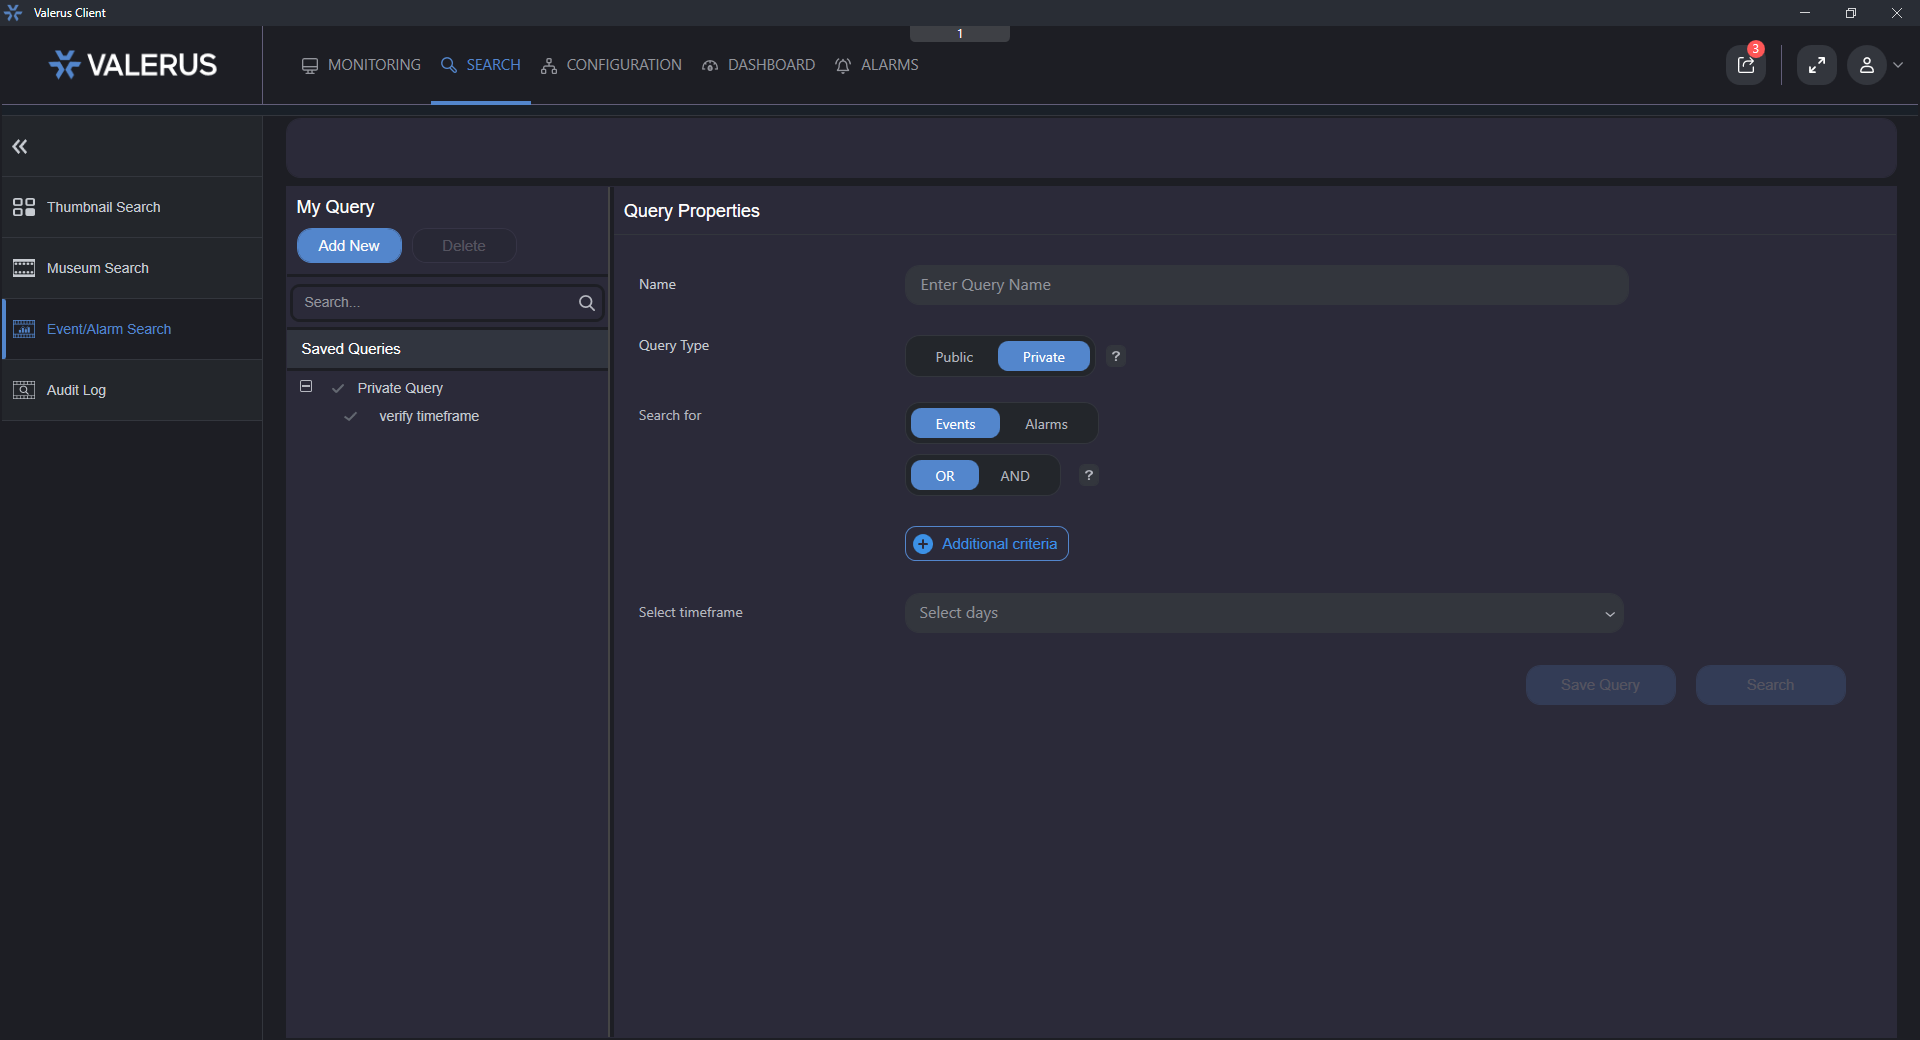 Valerus Client
1
VALERUS
MONITORING
SEARCH
CONFIGURATION
DASHBOARD
ALARMS
3
Thumbnail Search
Museum Search
Event/Alarm Search
Audit Log
My Query
Add New
Delete
Search...
Saved Queries
Private Query
verify timeframe
Query Properties
Name
Enter Query Name
Query Type
Public
Private
?
Search for
Events
Alarms
OR
AND
?
Additional criteria
Select timeframe
Select days
Save Query
Search